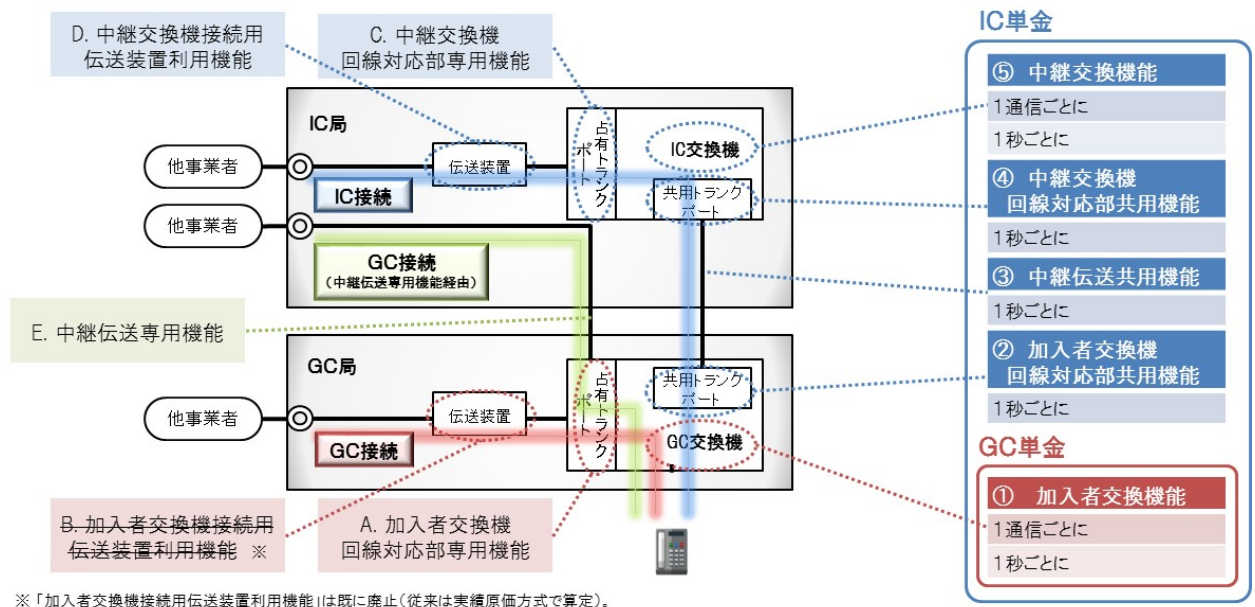 D. 中継交換機接続用
伝送装置利用機能
C. 中継交換機
回線対応部専用機能
IC局
他事業者
伝送装置
占有トランク
ポート
IC交換機
共用トランク
パート
IC接続
他事業者
GC接続
(中継伝送専用機能経由)
E. 中継伝送専用機能
GC局
他事業者
伝送装置
占有トランク
ポート
共用トランク
パート
GC交換機
GC接続
B. 加入者交換機接続用
伝送装置利用機能 ※
A. 加入者交換機
回線対応部専用機能
IC単金
⑤ 中継交換機能
1通信ごとに
1秒ごとに
④ 中継交換機
回線対応部共用機能
1秒ごとに
③ 中継伝送共用機能
1秒ごとに
② 加入者交換機
回線対応部共用機能
1秒ごとに
GC単金
① 加入者交換機能
1通信ごとに
1秒ごとに
※「加入者交換機接続用伝送装置利用機能」は既に廃止(従来は実績原価方式で算定)。